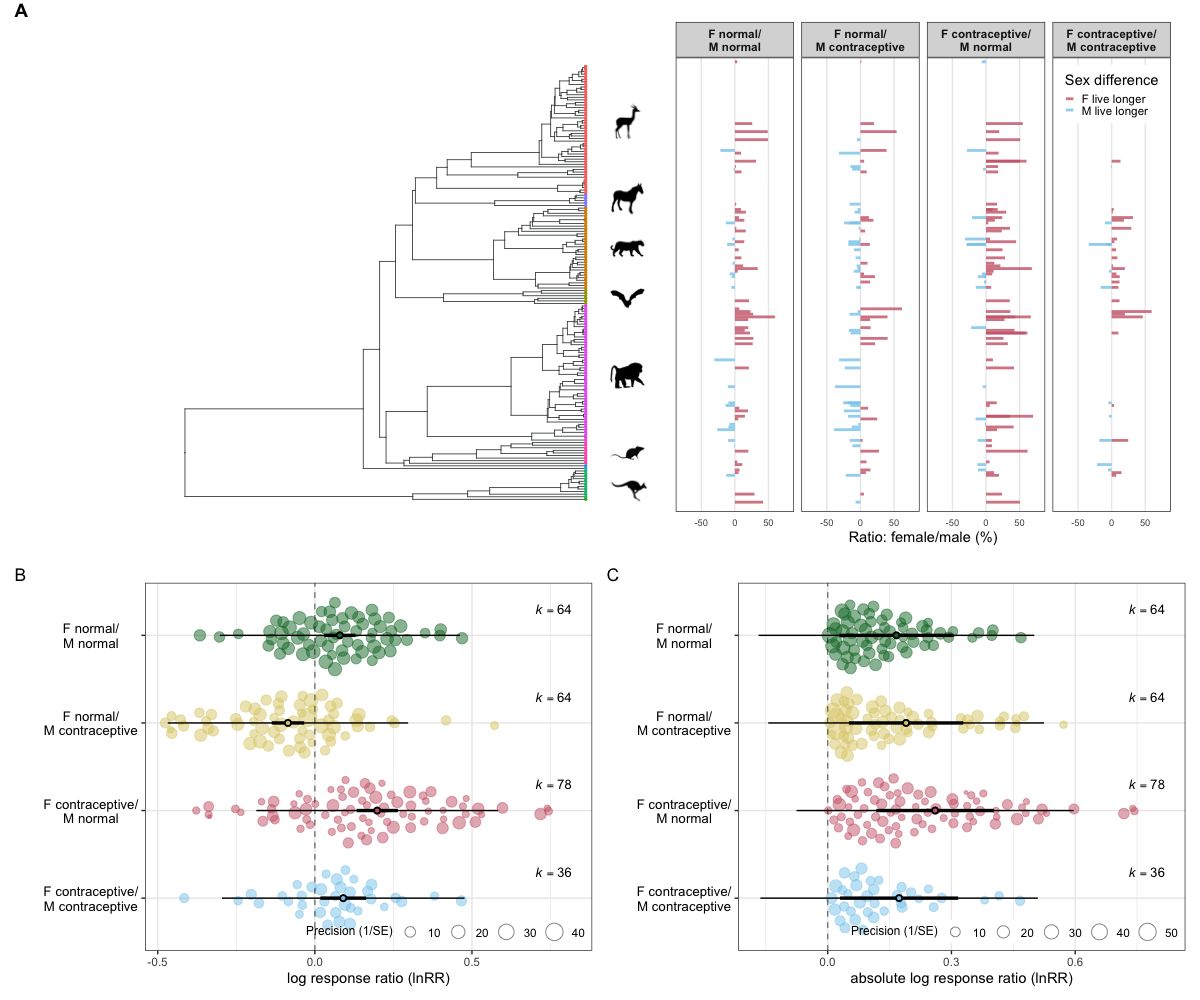 A
F normal/
M normal
F normal/
M contraceptive
F contraceptive/
M normal
F contraceptive/
M contraceptive
Sex difference
F live longer
M live longer
-50 0 50 -50 0 50 -50 0 50 -50 0 50
Ratio: female/male (%)
B
F normal/
M normal
k = 64
F normal/
M contraceptive
k = 64
F contraceptive/
M normal
k = 78
F contraceptive/
M contraceptive
k = 36
Precision (1/SE) 10 20 30 40
-0.5 0.0 0.5
log response ratio (lnRR)
C
F normal/
M normal
k = 64
F normal/
M contraceptive
k = 64
F contraceptive/
M normal
k = 78
F contraceptive/
M contraceptive
k = 36
Precision (1/SE) 10 20 30 40 50
0.0 0.3 0.6
absolute log response ratio (lnRR)